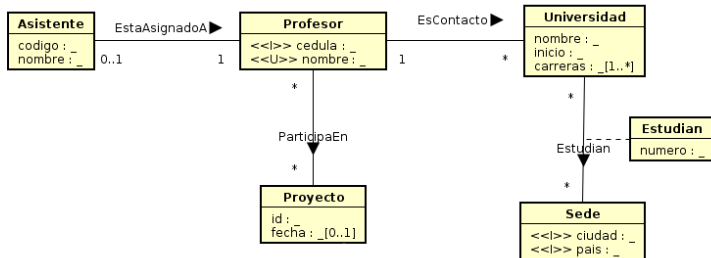 Asistente
codigo : _
nombre : _
EstaAsignadoA
0..1
1
Profesor
<<I>> cedula : _
<<U>> nombre : _
EsContacto
1
*
Universidad
nombre : _
inicio : _
carreras : _[1..*]
*
ParticipaEn
*
Proyecto
id : _
fecha : _[0..1]
*
Estudian
*
Estudian
numero : _
Sede
<<I>> ciudad : _
<<I>> pais : _